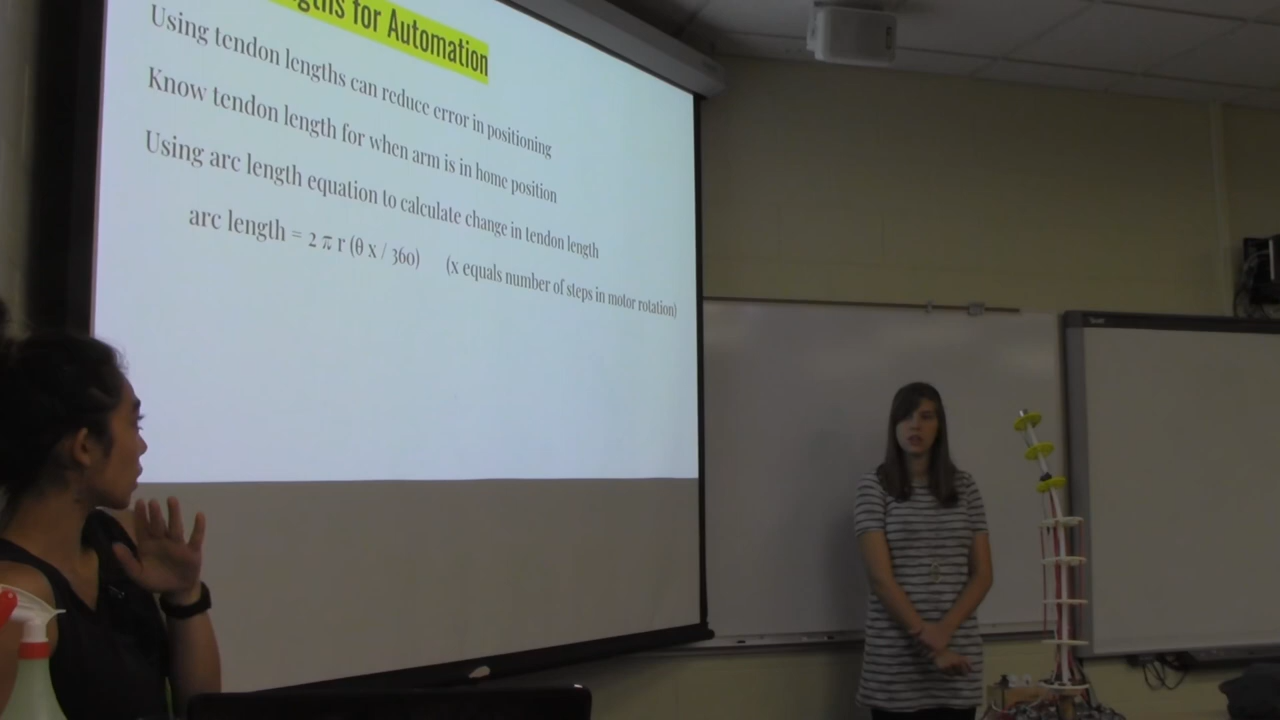 for Automation
Using tendon lengths can reduce error in positioning
Know tendon length for when arm is in home position
Using arc length equation to calculate change in tendon length
arc length = 2 π r (θ x / 360) (x equals number of steps in motor rotation)